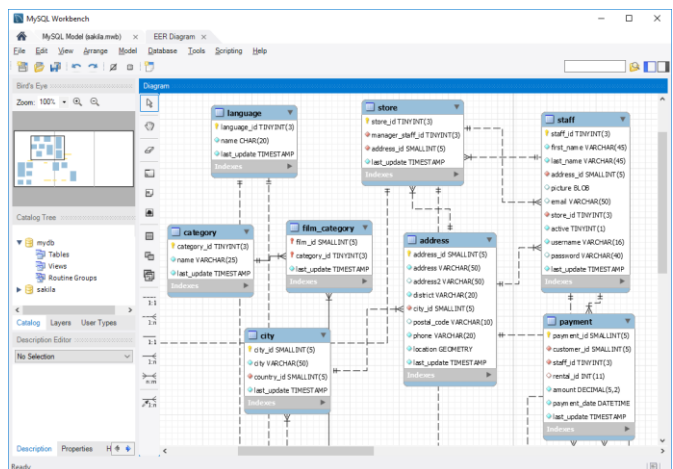 MySQL Workbench
MySQL Model (sakila.mwb) × EER Diagram ×
File Edit View Arrange Model Database Tools Scripting Help
Bird's Eye
Zoom: 100%
Catalog Tree
mydb
Tables
Views
Routine Groups
sakila
Catalog Layers User Types
Description Editor
No Selection
Description Properties H
Ready
Diagram
1:1
1:n
1:1
1:n
n:m
1:n
language
language_id TINYINT(3)
name CHAR(20)
last_update TIMESTAMP
Indexes
store
store_id TINYINT(3)
manager_staff_id TINYINT(3)
address_id SMALLINT(5)
last_update TIMESTAMP
Indexes
staff
staff_id TINYINT(3)
first_name VARCHAR(45)
last_name VARCHAR(45)
address_id SMALLINT(5)
picture BLOB
email VARCHAR(50)
store_id TINYINT(3)
active TINYINT(1)
username VARCHAR(16)
password VARCHAR(40)
last_update TIMESTAMP
Indexes
category
category_id TINYINT(3)
name VARCHAR(25)
last_update TIMESTAMP
Indexes
film_category
film_id SMALLINT(5)
category_id TINYINT(3)
last_update TIMESTAMP
Indexes
address
address_id SMALLINT(5)
address VARCHAR(50)
address2 VARCHAR(50)
district VARCHAR(20)
city_id SMALLINT(5)
postal_code VARCHAR(10)
phone VARCHAR(20)
location GEOMETRY
last_update TIMESTAMP
Indexes
city
city_id SMALLINT(5)
city VARCHAR(50)
country_id SMALLINT(5)
last_update TIMESTAMP
Indexes
payment
payment_id SMALLINT(5)
customer_id SMALLINT(5)
staff_id TINYINT(3)
rental_id INT(11)
amount DECIMAL(5,2)
payment_date DATETIME
last_update TIMESTAMP
Indexes